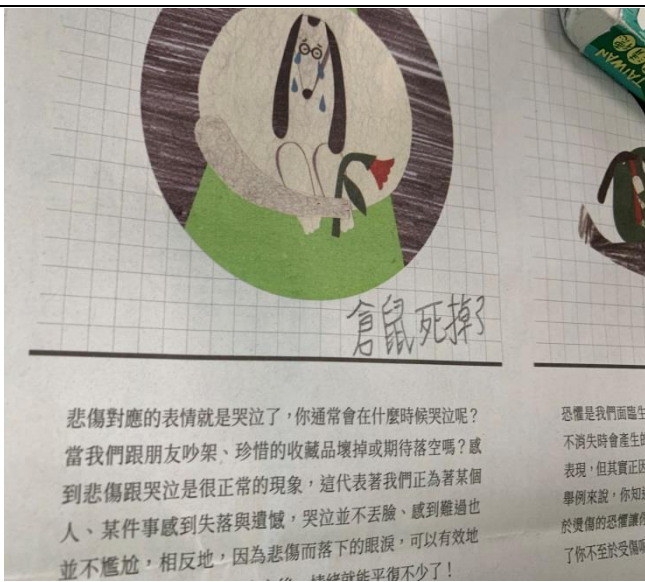 TAIWAN
倉鼠死掉了
悲傷對應的表情就是哭泣了，你通常會在什麼時候哭泣呢？
當我們跟朋友吵架、珍惜的收藏品壞掉或期待落空嗎？感
到悲傷跟哭泣是很正常的現象，這代表著我們正為著某個
人、某件事感到失落與遺憾，哭泣並不丟臉、感到難過也
並不尷尬，相反地，因為悲傷而落下的眼淚，可以有效地
後，情緒就能平復不少了！
恐懼是我們面臨
不消失時會產生的
表現，但其實正因
舉例來說，你知
於燙傷的恐懼讓你
了你不至於受傷